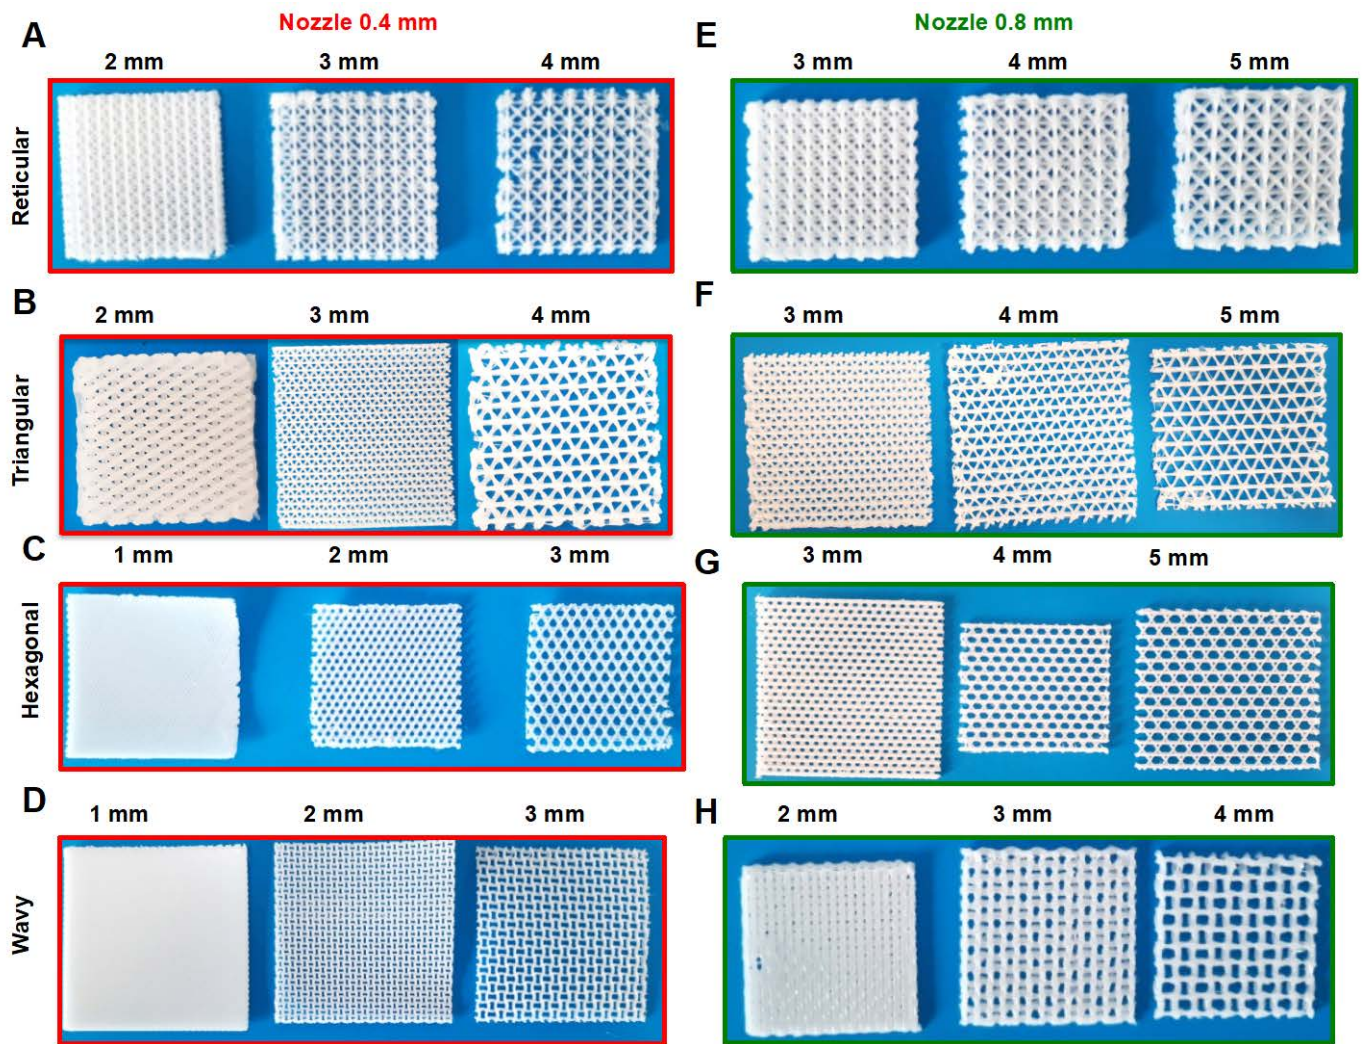 Nozzle 0.4 mm
Nozzle 0.8 mm
A
2 mm 3 mm 4 mm
Reticular
E
3 mm 4 mm 5 mm
B
2 mm 3 mm 4 mm
Triangular
F
3 mm 4 mm 5 mm
C
1 mm 2 mm 3 mm
Hexagonal
G
3 mm 4 mm 5 mm
D
1 mm 2 mm 3 mm
Wavy
H
2 mm 3 mm 4 mm